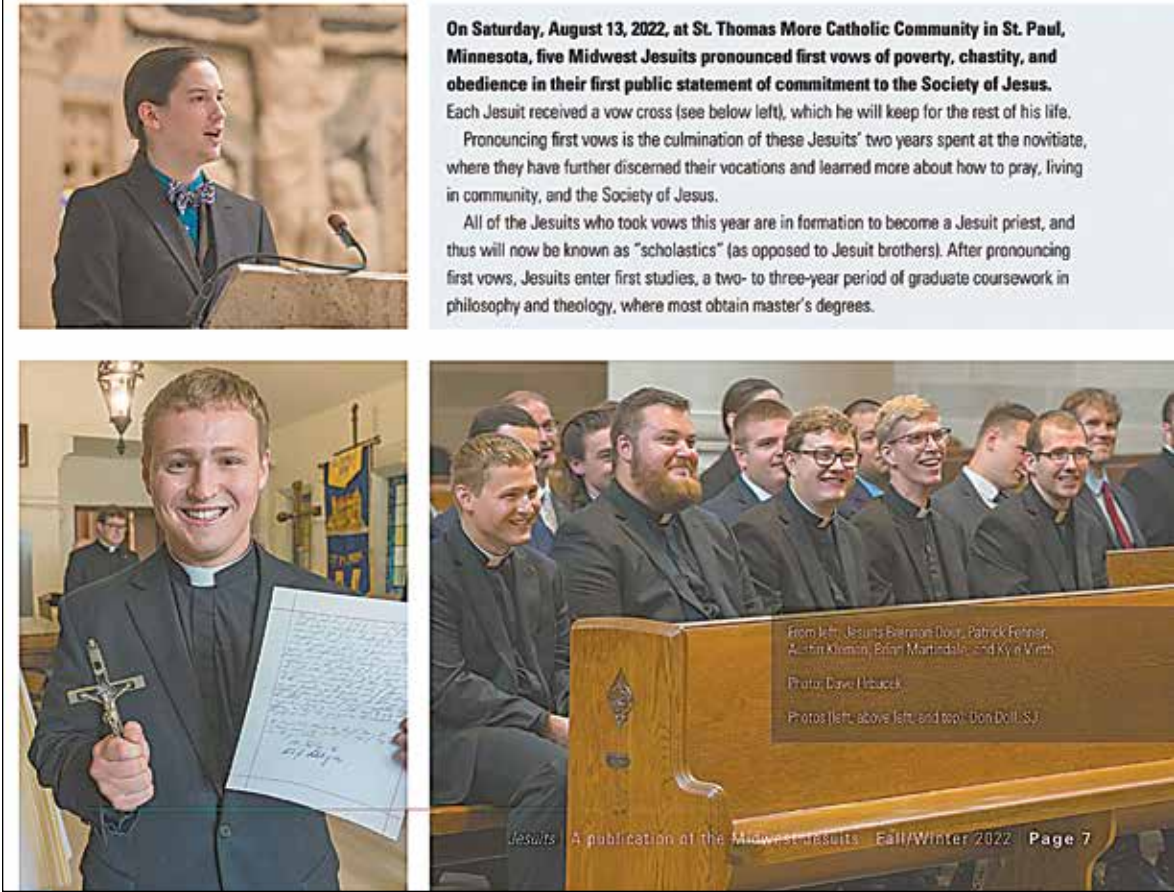 On Saturday, August 13, 2022, at St. Thomas More Catholic Community in St. Paul,
Minnesota, five Midwest Jesuits pronounced first vows of poverty, chastity, and
obedience in their first public statement of commitment to the Society of Jesus.
Each Jesuit received a vow cross (see below left), which he will keep for the rest of his life.
Pronouncing first vows is the culmination of these Jesuits' two years spent at the novitiate,
where they have further discerned their vocations and learned more about how to pray, living
in community, and the Society of Jesus.
All of the Jesuits who took vows this year are in formation to become a Jesuit priest, and
thus will now be known as "scholastics" (as opposed to Jesuit brothers). After pronouncing
first vows, Jesuits enter first studies, a two- to three-year period of graduate coursework in
philosophy and theology, where most obtain master's degrees.
From left, Jesuits Brennan Dour, Patrick Fenner,
Austin Kleman, Brian Martindale, and Kyle Vieth
Photo: Dave Hrbacek
Photos (left, above left, and top): Don Doll, SJ
Jesuits A publication of the Midwest Jesuits Fall/Winter 2022 Page 7